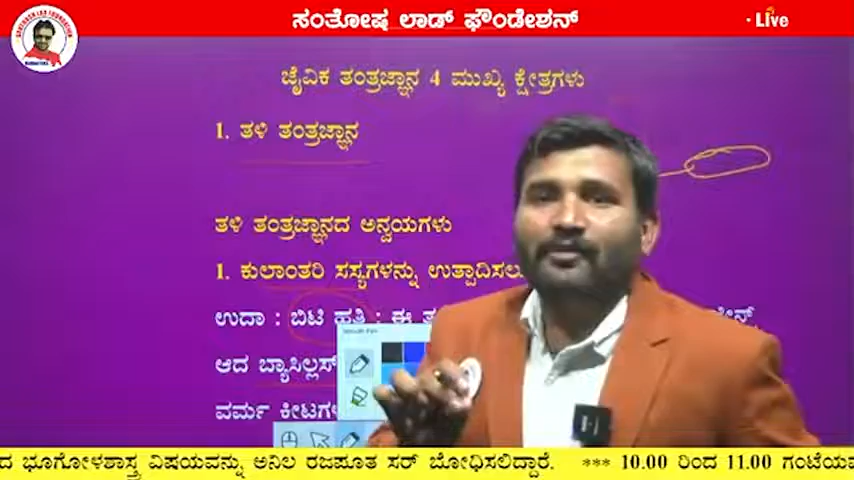 ಸಂತೋಷ ಲಾಡ್ ಫೌಂಡೇಶನ್
· Live
ಜೈವಿಕ ತಂತ್ರಜ್ಞಾನ 4 ಮುಖ್ಯ ಕ್ಷೇತ್ರಗಳು
1. ತಳಿ ತಂತ್ರಜ್ಞಾನ
ತಳಿ ತಂತ್ರಜ್ಞಾನದ ಅನ್ವಯಗಳು
1. ಕುಲಾಂತರಿ ಸಸ್ಯಗಳನ್ನು ಉತ್ಪಾದಿಸಲು
ಉದಾ : ಬಿಟಿ ಹತ್ತಿ : ಈ
ಆದ ಬ್ಯಾಸಿಲ್ಲಸ್
ವರ್ಮ
ಭೂಗೋಳಶಾಸ್ತ್ರ ವಿಷಯವನ್ನು ಅನಿಲ ರಜಪೂತ ಸರ್ ಬೋಧಿಸಲಿದ್ದಾರೆ. *** 10.00 ರಿಂದ 11.00